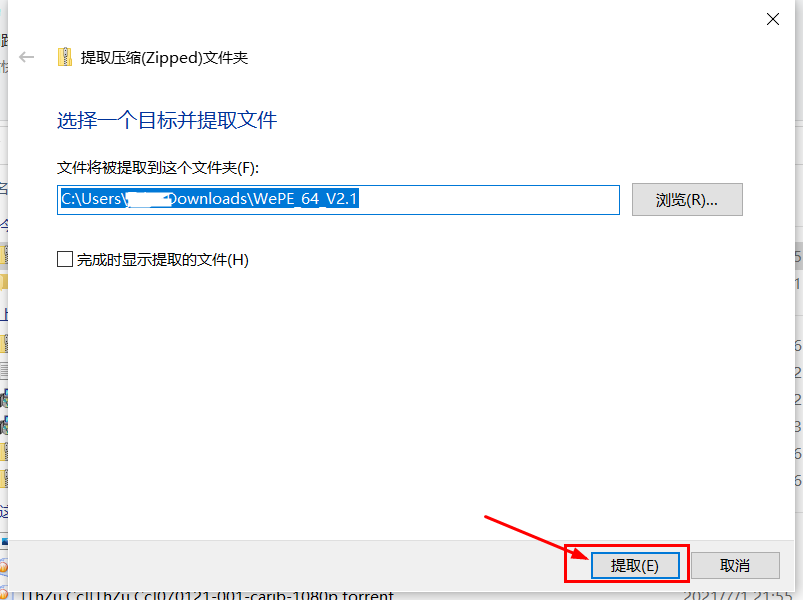 提取压缩(Zipped)文件夹
选择一个目标并提取文件
文件将被提取到这个文件夹(F):
C:\Users\
Downloads\WePE_64_V2.1
浏览(R)...
完成时显示提取的文件(H)
提取(E)
取消
070121-001-carib-1080p.torrent
2021/7/1 21:55